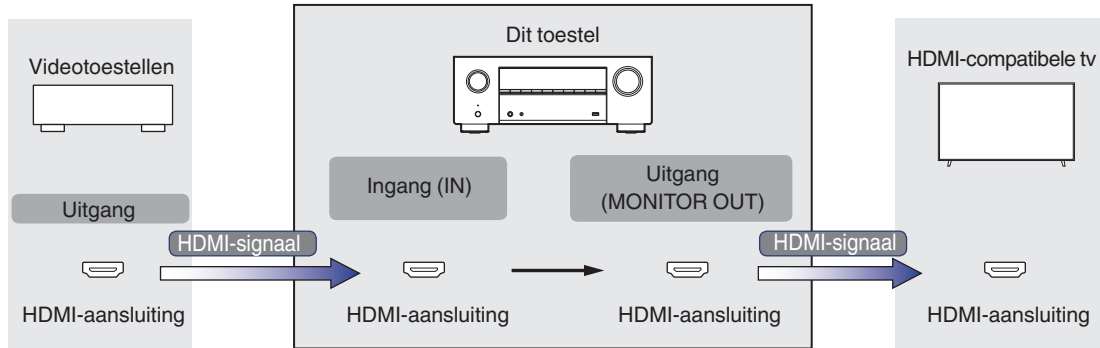 Videotoestellen
Uitgang
HDMI-signaal
HDMI-aansluiting
Dit toestel
Ingang (IN)
HDMI-aansluiting
Uitgang
(MONITOR OUT)
HDMI-aansluiting
HDMI-signaal
HDMI-compatibele tv
HDMI-aansluiting